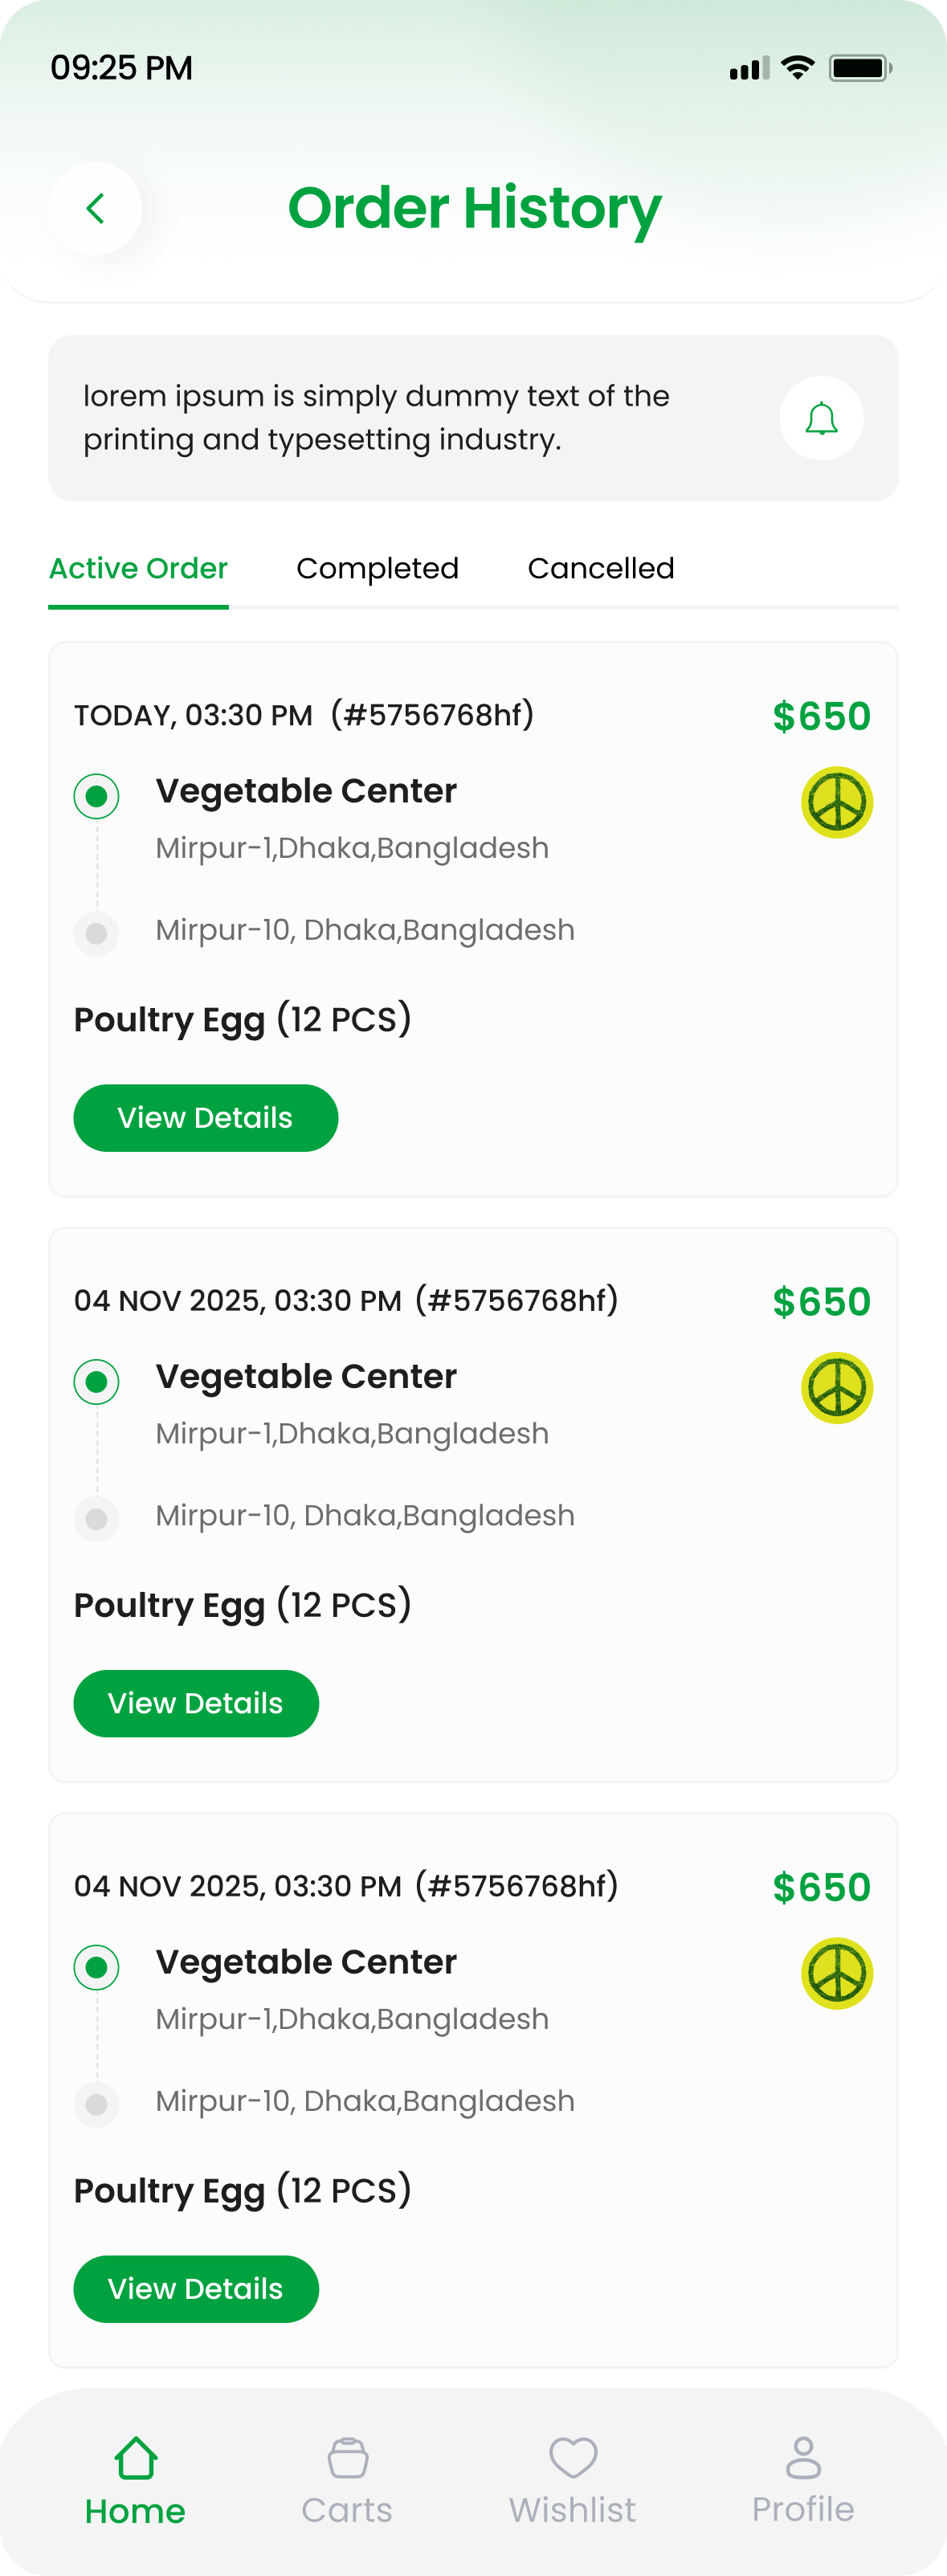 09:25 PM
Order History
lorem ipsum is simply dummy text of the
printing and typesetting industry.
Active Order Completed Cancelled
TODAY, 03:30 PM (#5756768hf) $650
Vegetable Center
Mirpur-1,Dhaka,Bangladesh
Mirpur-10, Dhaka,Bangladesh
Poultry Egg (12 PCS)
View Details
04 NOV 2025, 03:30 PM (#5756768hf) $650
Vegetable Center
Mirpur-1,Dhaka,Bangladesh
Mirpur-10, Dhaka,Bangladesh
Poultry Egg (12 PCS)
View Details
04 NOV 2025, 03:30 PM (#5756768hf) $650
Vegetable Center
Mirpur-1,Dhaka,Bangladesh
Mirpur-10, Dhaka,Bangladesh
Poultry Egg (12 PCS)
View Details
Home Carts Wishlist Profile